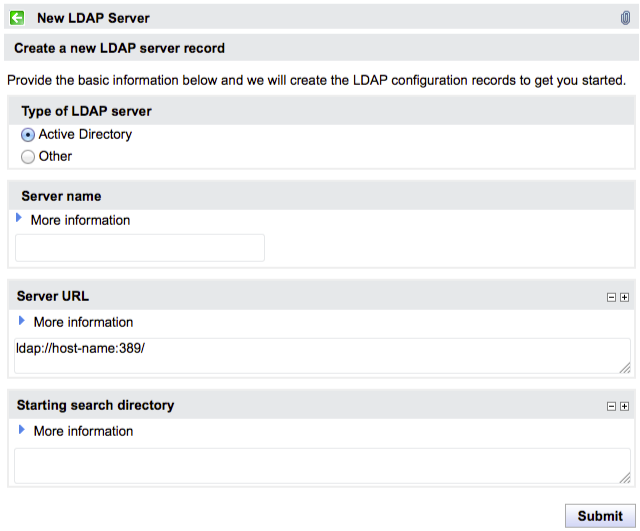 New LDAP Server
Create a new LDAP server record
Provide the basic information below and we will create the LDAP configuration records to get you started.
Type of LDAP server
Active Directory
Other
Server name
More information
Server URL
More information
ldap://host-name:389/
Starting search directory
More information
Submit